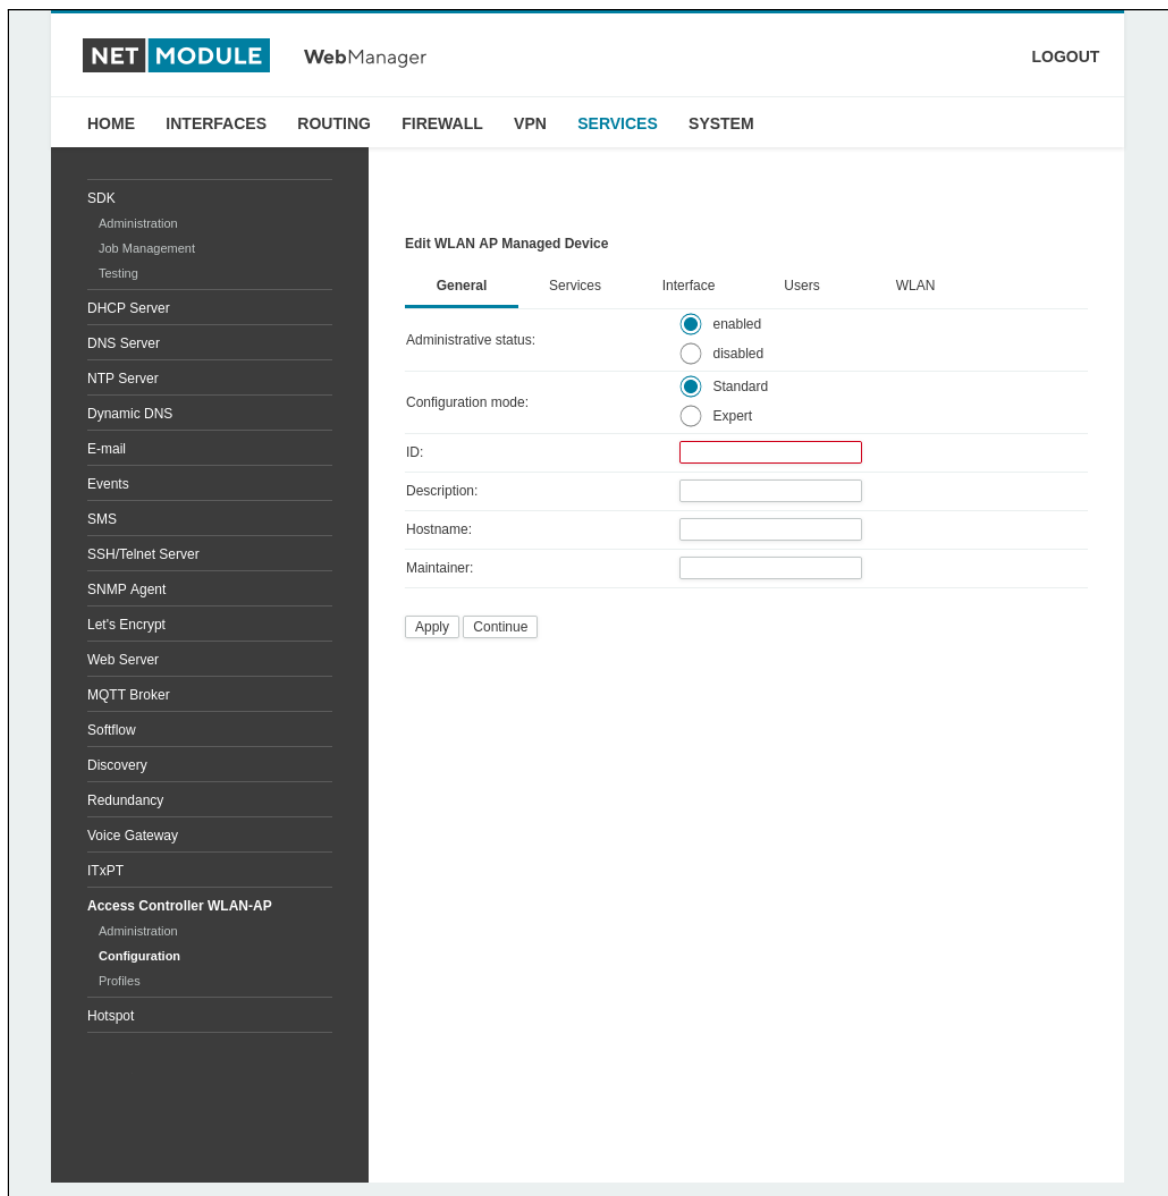 NET MODULE WebManager LOGOUT
HOME INTERFACES ROUTING FIREWALL VPN SERVICES SYSTEM
SDK
Administration
Job Management
Testing
DHCP Server
DNS Server
NTP Server
Dynamic DNS
E-mail
Events
SMS
SSH/Telnet Server
SNMP Agent
Let's Encrypt
Web Server
MQTT Broker
Softflow
Discovery
Redundancy
Voice Gateway
ITxPT
Access Controller WLAN-AP
Administration
Configuration
Profiles
Hotspot
Edit WLAN AP Managed Device
General Services Interface Users WLAN
Administrative status:
enabled
disabled
Configuration mode:
Standard
Expert
ID:
Description:
Hostname:
Maintainer:
Apply Continue